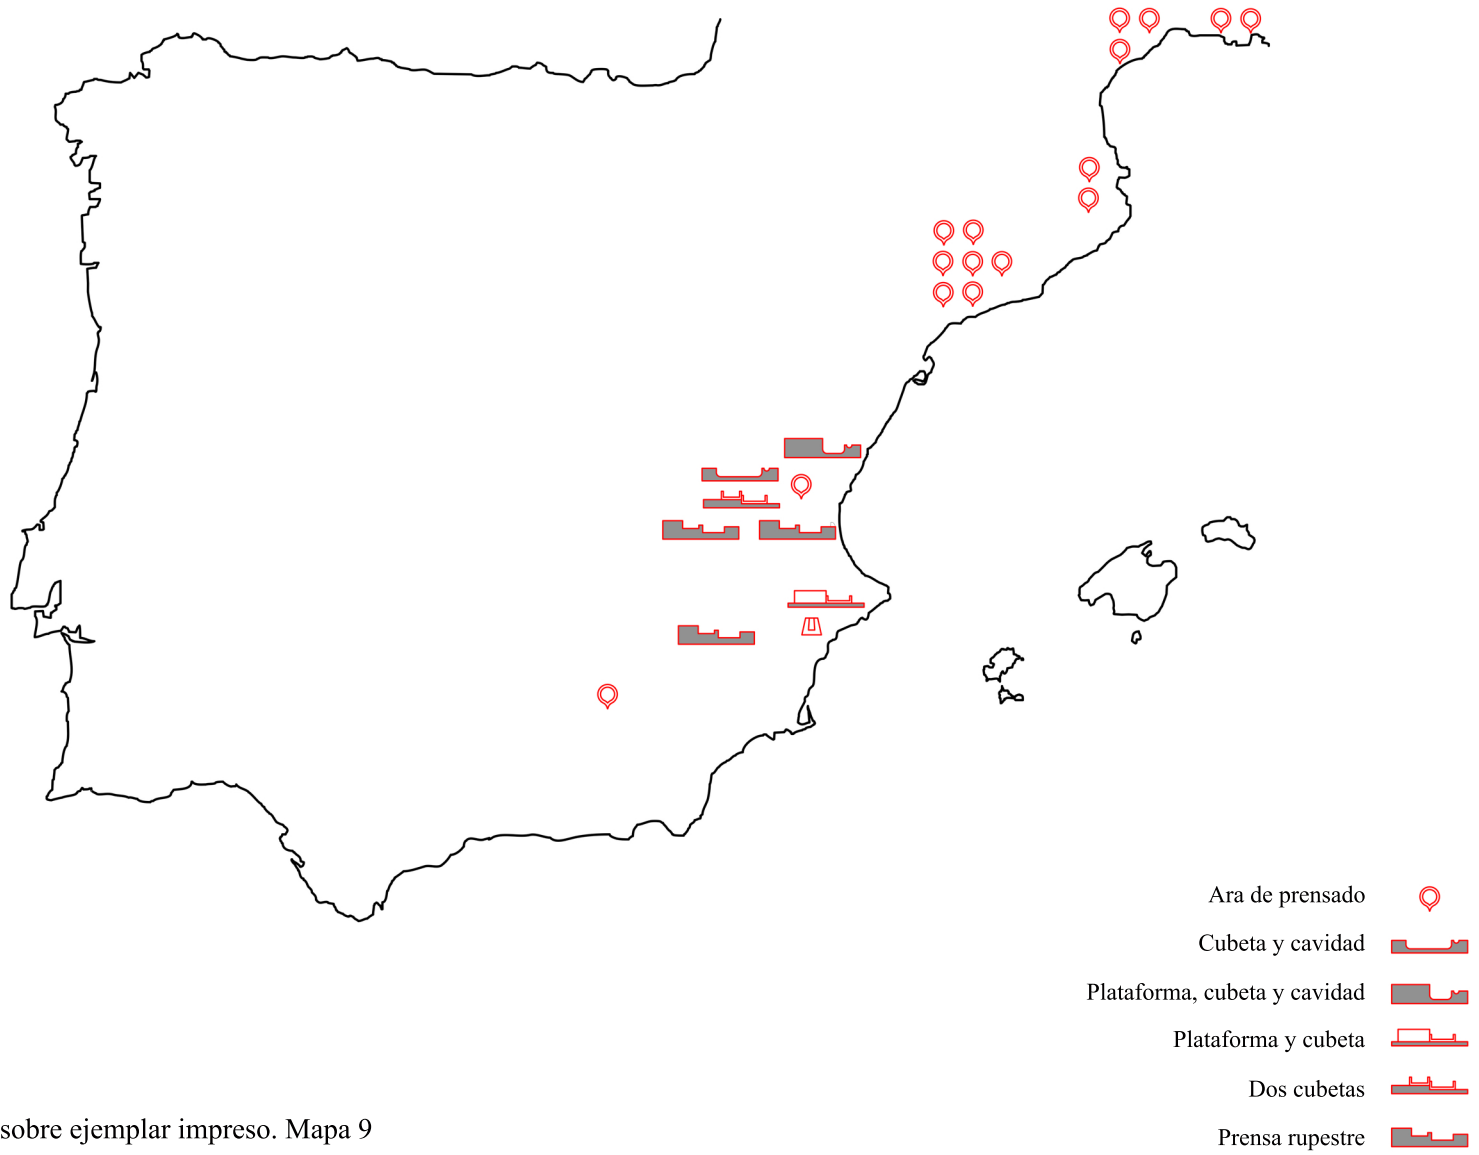 Ara de prensado
Cubeta y cavidad
Plataforma, cubeta y cavidad
Plataforma y cubeta
Dos cubetas
sobre ejemplar impreso. Mapa 9
Prensa rupestre